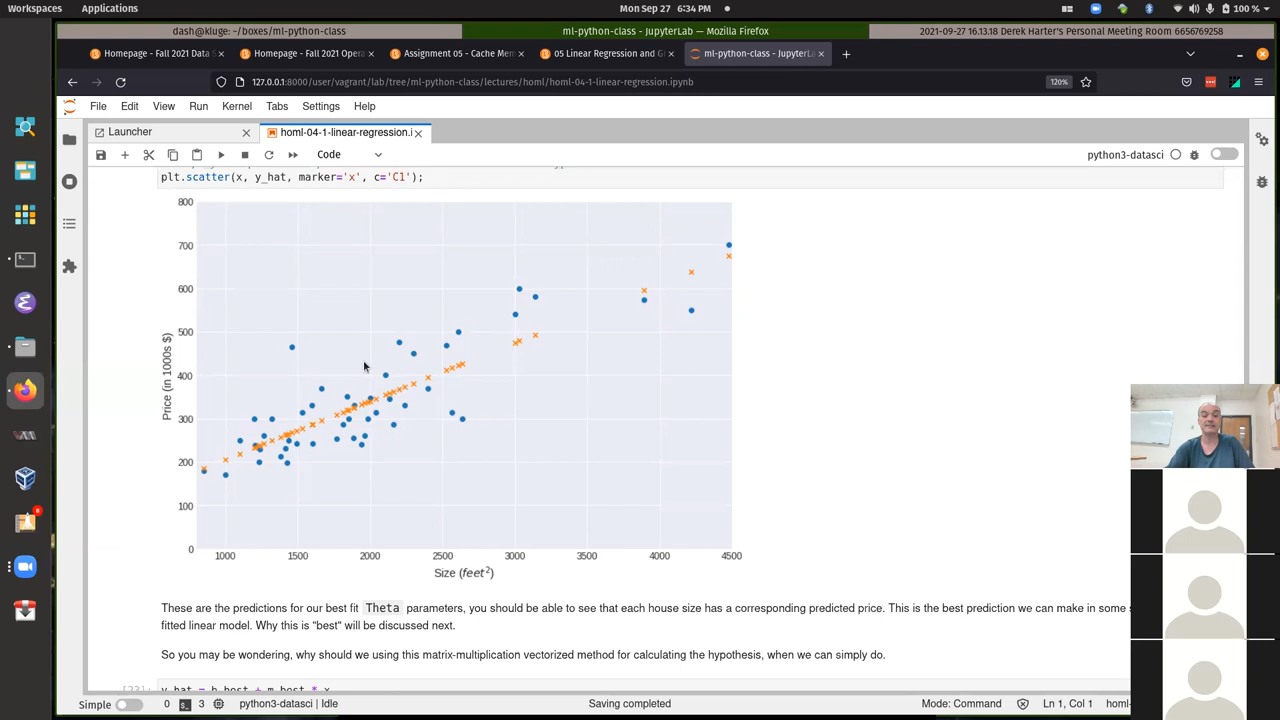 Workspaces Applications Mon Sep 27 6:34 PM 100 %
dash@kluge: ~/boxes/ml-python-class ml-python-class - JupyterLab — Mozilla Firefox 2021-09-27 16.13.18 Derek Harter's Personal Meeting Room 6656769258
Homepage - Fall 2021 Data S Homepage - Fall 2021 Opera Assignment 05 - Cache Mem 05 Linear Regression and G ml-python-class - JupyterLab
127.0.0.1:8000/user/vagrant/lab/tree/ml-python-class/lectures/homl/homl-04-1-linear-regression.ipynb 120%
File Edit View Run Kernel Tabs Settings Help
Launcher homl-04-1-linear-regression.i
Code python3-datasci
plt.scatter(x, y_hat, marker='x', c='C1');
800
700
600
500
400
300
200
100
0
Price (in 1000s $)
1000 1500 2000 2500 3000 3500 4000 4500
Size (feet²)
These are the predictions for our best fit Theta parameters, you should be able to see that each house size has a corresponding predicted price. This is the best prediction we can make in some s
fitted linear model. Why this is "best" will be discussed next.
So you may be wondering, why should we using this matrix-multiplication vectorized method for calculating the hypothesis, when we can simply do.
[23]: y_hat = b_best + m_best * x
Simple 0 3 python3-datasci | Idle Saving completed Mode: Command Ln 1, Col 1 homl-